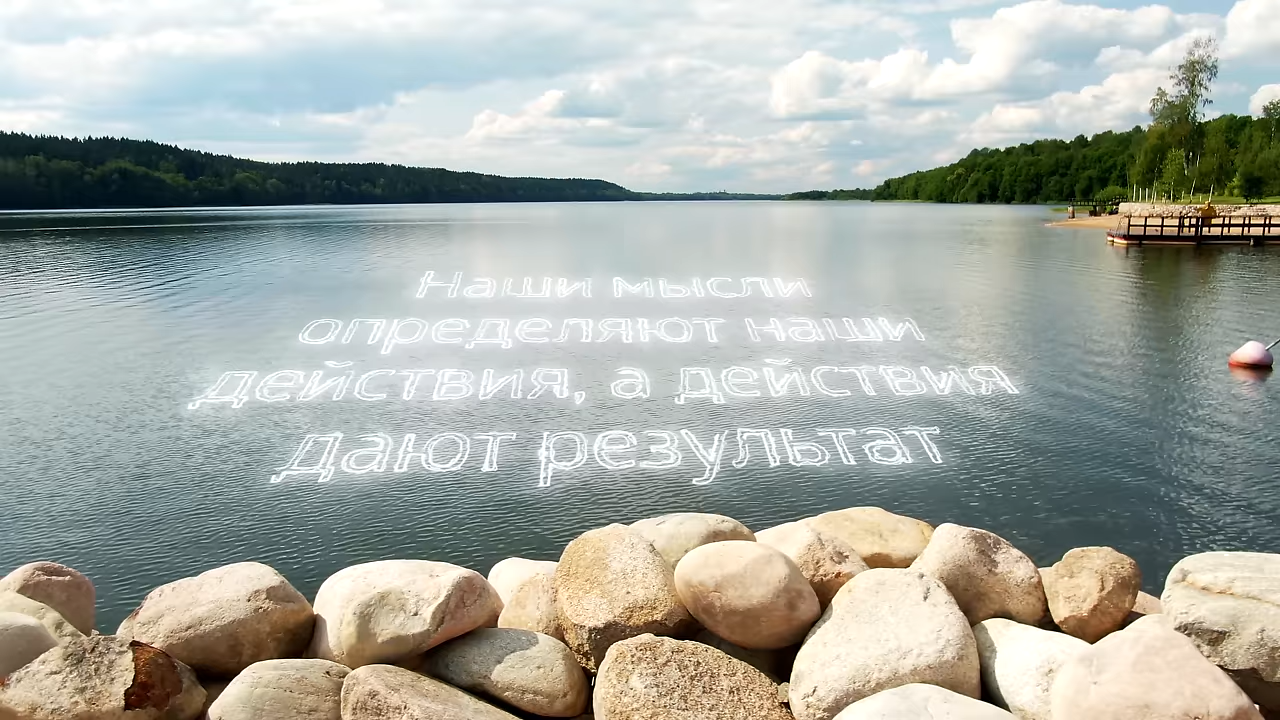 Наши мысли
определяют наши
действия, а действия
дают результат